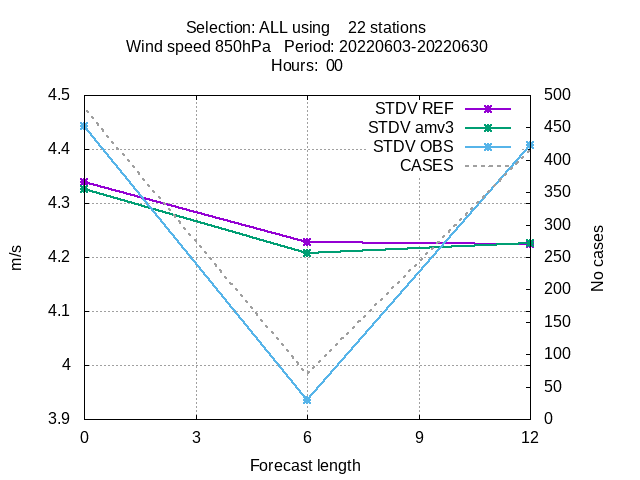 Selection: ALL using    22 stations
Wind speed 850hPa   Period: 20220603-20220630
Hours:  00
4.5
4.4
4.3
4.2
4.1
4
3.9
m/s
STDV REF
STDV amv3
STDV OBS
CASES
500
450
400
350
300
250
200
150
100
50
0
No cases
0 3 6 9 12
Forecast length